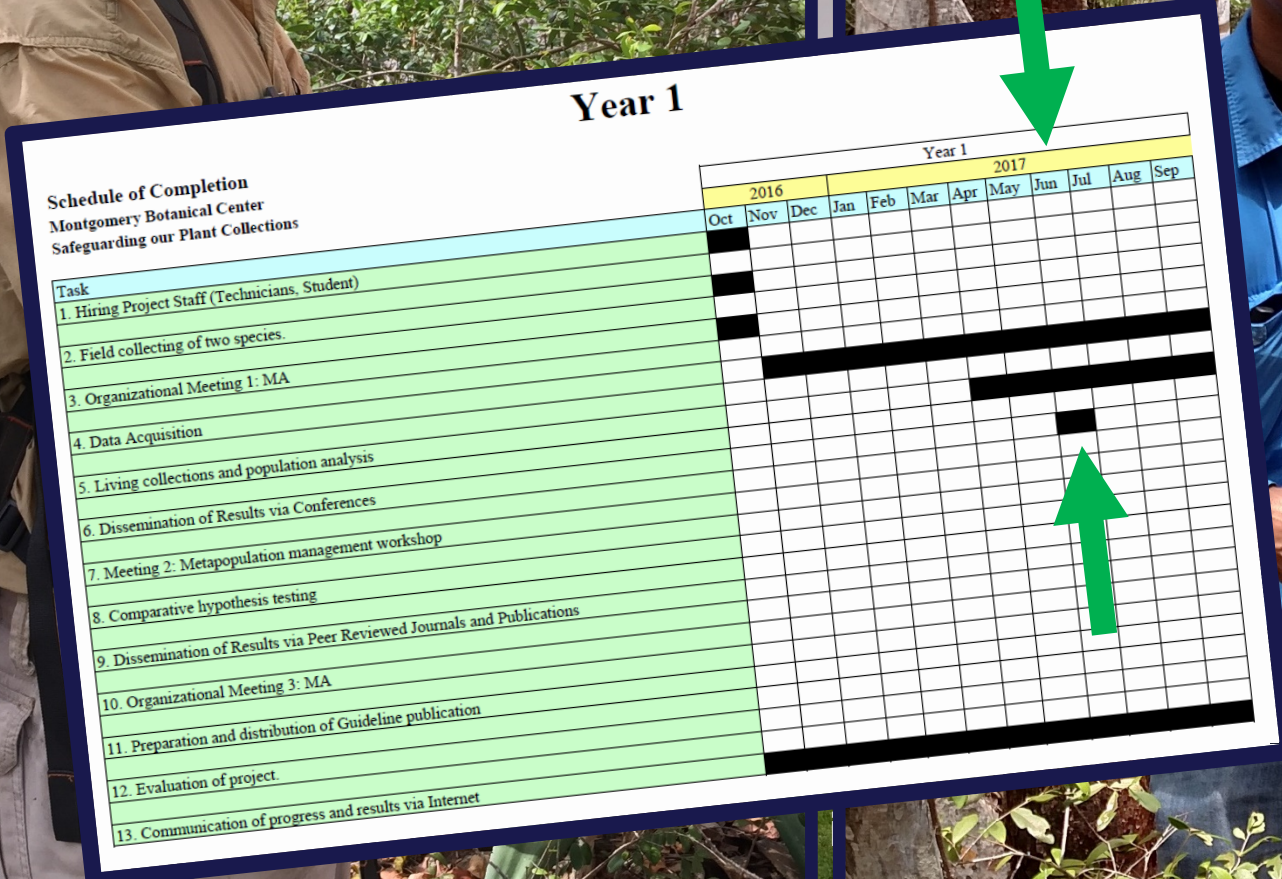 Year 1
Schedule of Completion
Montgomery Botanical Center
Safeguarding our Plant Collections
Year 1
2016 2017
Oct Nov Dec Jan Feb Mar Apr May Jun Jul Aug Sep
Task
1. Hiring Project Staff (Technicians, Student)
2. Field collecting of two species.
3. Organizational Meeting 1: MA
4. Data Acquisition
5. Living collections and population analysis
6. Dissemination of Results via Conferences
7. Meeting 2: Metapopulation management workshop
8. Comparative hypothesis testing
9. Dissemination of Results via Peer Reviewed Journals and Publications
10. Organizational Meeting 3: MA
11. Preparation and distribution of Guideline publication
12. Evaluation of project.
13. Communication of progress and results via Internet